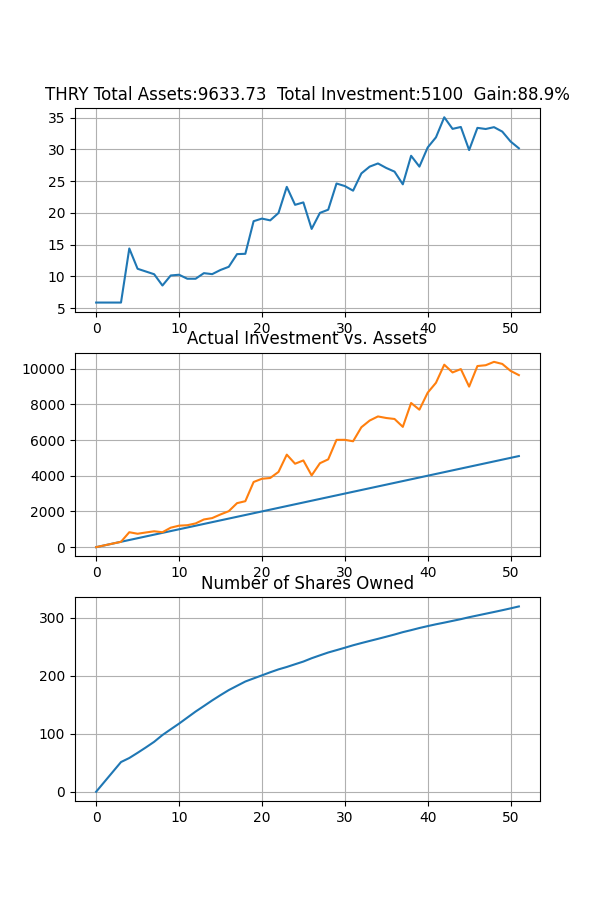 THRY Total Assets:9633.73  Total Investment:5100  Gain:88.9%
35
30
25
20
15
10
5
0 10 20 30 40 50
Actual Investment vs. Assets
10000
8000
6000
4000
2000
0
0 10 20 30 40 50
Number of Shares Owned
300
200
100
0
0 10 20 30 40 50